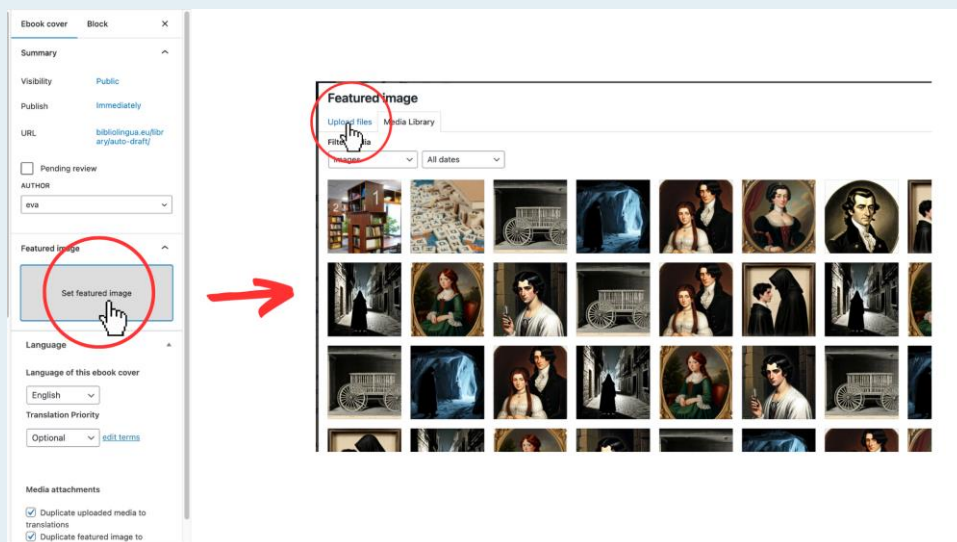 Ebook cover Block
Summary
Visibility Public
Publish Immediately
URL bibliolingua.eu/libr
ary/auto-draft/
Pending review
AUTHOR
eva
Featured image
Set featured image
Language
Language of this ebook cover
English
Translation Priority
Optional edit terms
Media attachments
Duplicate uploaded media to
translations
Duplicate featured image to
Featured image
Upload files Media Library
Images All dates
2 1